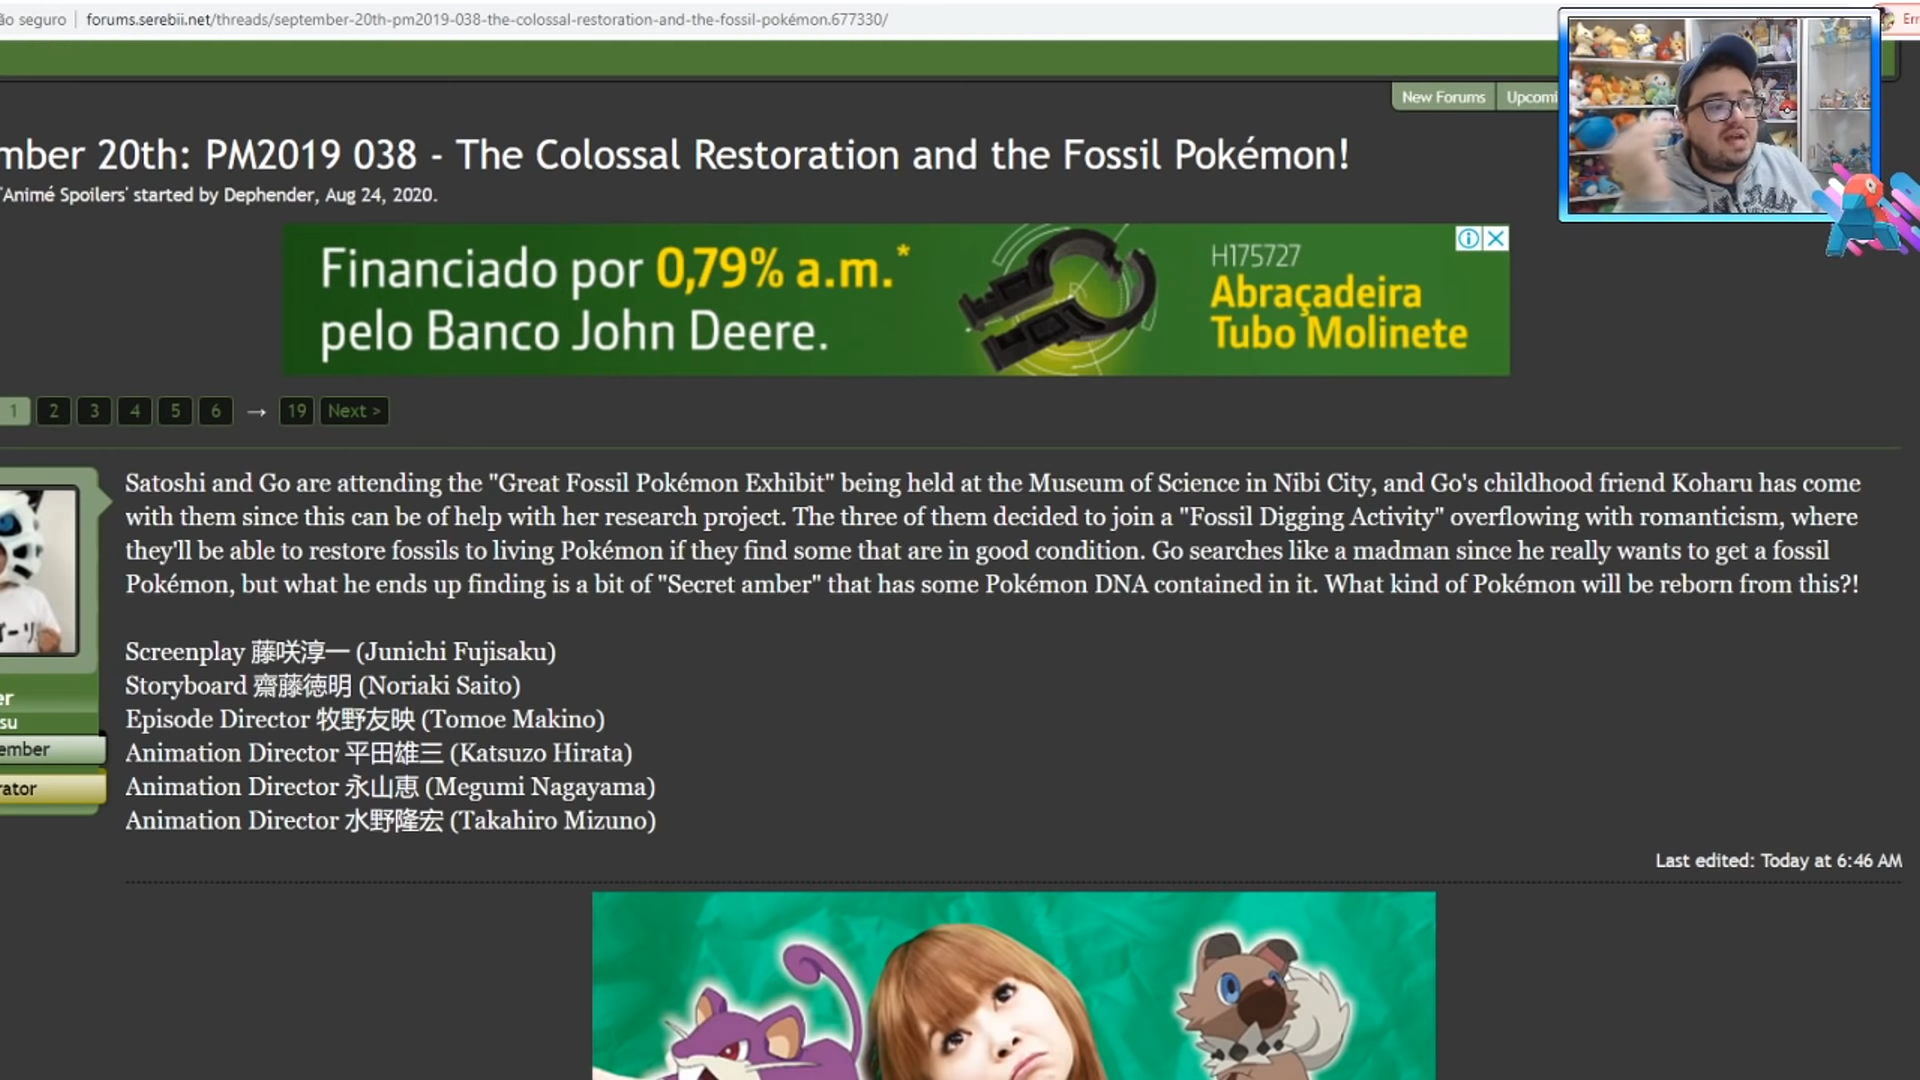 ão seguro | forums.serebii.net/threads/september-20th-pm2019-038-the-colossal-restoration-and-the-fossil-pokémon.677330/
Err
New Forums Upcomi
mber 20th: PM2019 038 - The Colossal Restoration and the Fossil Pokémon!
'Animé Spoilers' started by Dephender, Aug 24, 2020.
Financiado por 0,79% a.m.*
pelo Banco John Deere.
H175727
Abraçadeira
Tubo Molinete
1 2 3 4 5 6 → 19 Next >
Satoshi and Go are attending the "Great Fossil Pokémon Exhibit" being held at the Museum of Science in Nibi City, and Go's childhood friend Koharu has come
with them since this can be of help with her research project. The three of them decided to join a "Fossil Digging Activity" overflowing with romanticism, where
they'll be able to restore fossils to living Pokémon if they find some that are in good condition. Go searches like a madman since he really wants to get a fossil
Pokémon, but what he ends up finding is a bit of "Secret amber" that has some Pokémon DNA contained in it. What kind of Pokémon will be reborn from this?!
Screenplay 藤咲淳一 (Junichi Fujisaku)
Storyboard 齋藤徳明 (Noriaki Saito)
Episode Director 牧野友映 (Tomoe Makino)
Animation Director 平田雄三 (Katsuzo Hirata)
Animation Director 永山恵 (Megumi Nagayama)
Animation Director 水野隆宏 (Takahiro Mizuno)
er
su
ember
rator
Last edited: Today at 6:46 AM